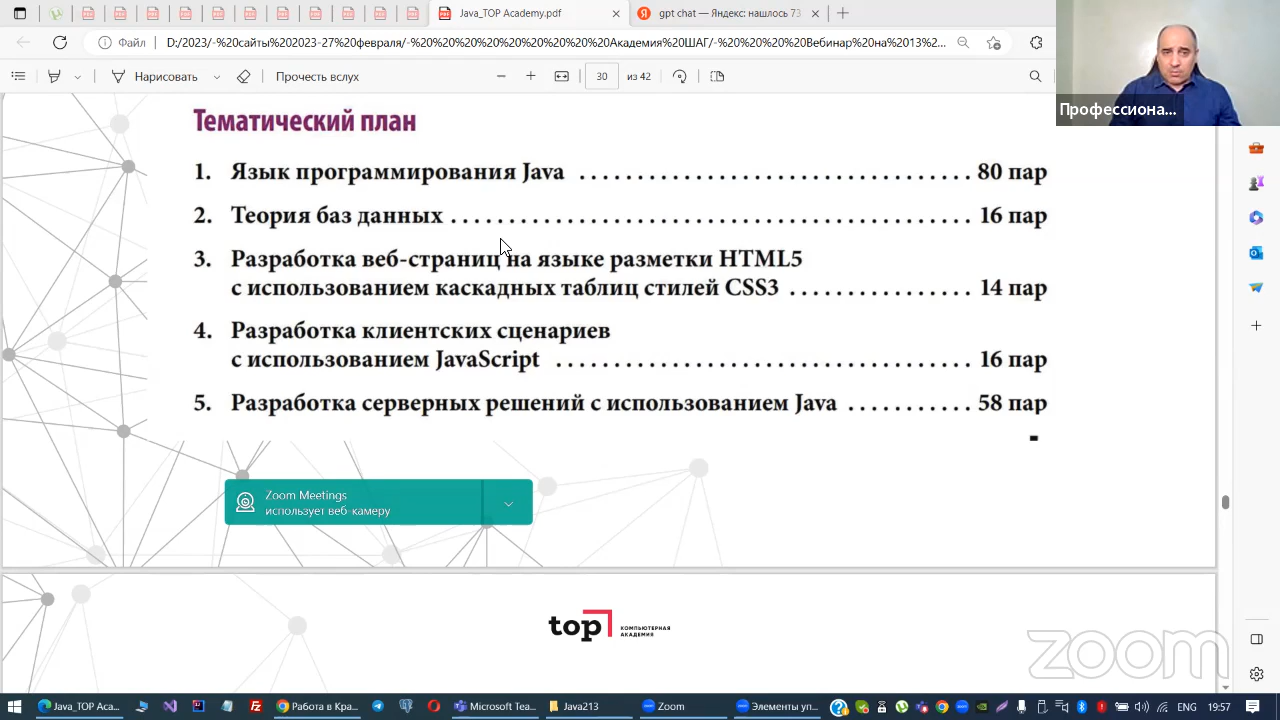 Java_TOP Academy.pdf
gpt chat — Яндекс: нашлось 73
Файл
D:/2023/-%20сайты%202023-27%20февраля/-%20%20%20%20%20%20%20%20%20Академия%20ШАГ/-%20%20%20%20%20%20Вебинар%20на%2013%2...
Нарисовать
Прочесть вслух
30 из 42
Профессиона...
Тематический план
1. Язык программирования Java ........ 80 пар
2. Теория баз данных ........ 16 пар
3. Разработка веб-страниц на языке разметки HTML5
с использованием каскадных таблиц стилей CSS3 ........ 14 пар
4. Разработка клиентских сценариев
с использованием JavaScript ........ 16 пар
5. Разработка серверных решений с использованием Java ........ 58 пар
Zoom Meetings
использует веб-камеру
top КОМПЬЮТЕРНАЯ
АКАДЕМИЯ
zoom
JAVA_TOP Aca...
Работа в Кра...
Microsoft Tea...
Java213
Zoom
Элементы уп...
19:57